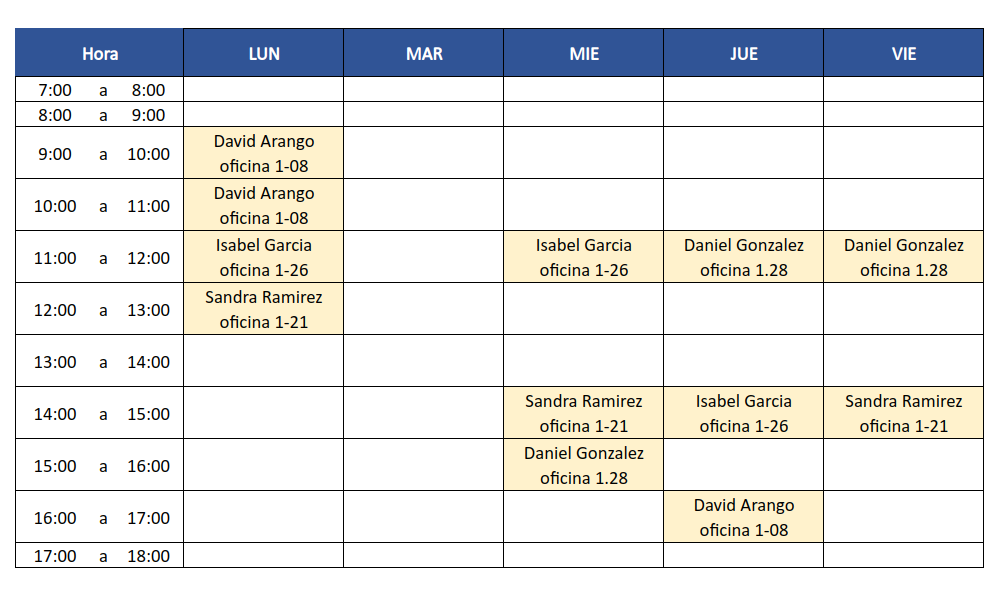 Hora LUN MAR MIE JUE VIE
7:00 a 8:00
8:00 a 9:00
9:00 a 10:00 David Arango
oficina 1-08
10:00 a 11:00 David Arango
oficina 1-08
11:00 a 12:00 Isabel Garcia Isabel Garcia Daniel Gonzalez Daniel Gonzalez
oficina 1-26 oficina 1-26 oficina 1.28 oficina 1.28
12:00 a 13:00 Sandra Ramirez
oficina 1-21
13:00 a 14:00
14:00 a 15:00 Sandra Ramirez Isabel Garcia Sandra Ramirez
oficina 1-21 oficina 1-26 oficina 1-21
15:00 a 16:00 Daniel Gonzalez
oficina 1.28
16:00 a 17:00 David Arango
oficina 1-08
17:00 a 18:00